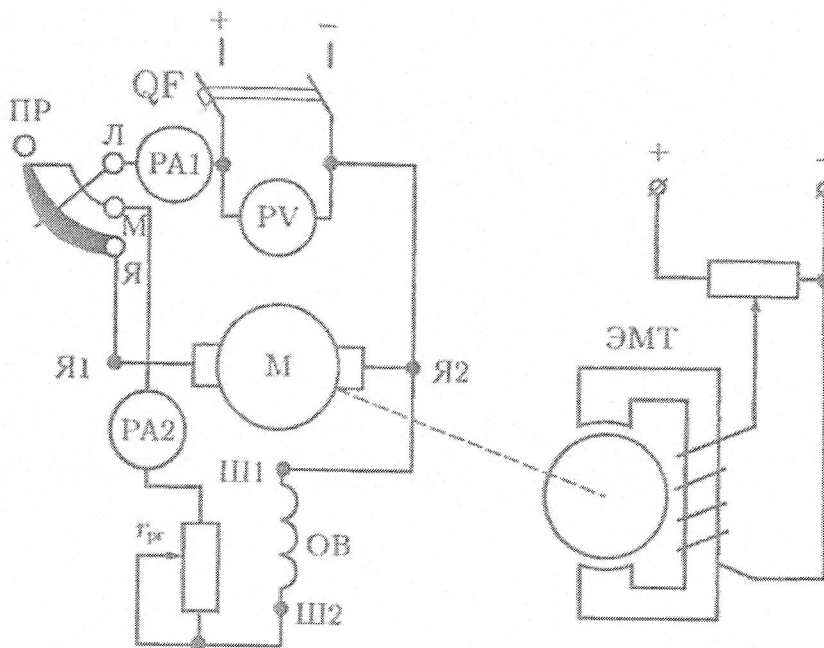 + −
QF
ПР
Л
PA1
М
PV
+ −
Я
ЭМТ
Я1
М
Я2
PA2
Ш1
rрг
ОВ
Ш2